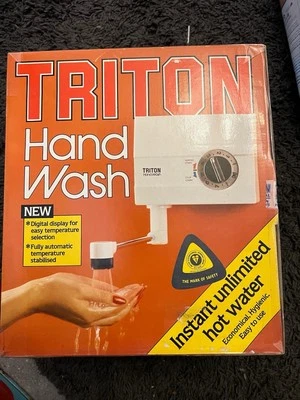 TRITON
Hand
Wash
TRITON
NEW
Digital display for
easy temperature
selection
Fully automatic
temperature
stabilised
THE MARK OF SAFETY
Instant unlimited
hot water
Economical, Hygienic,
Easy to use